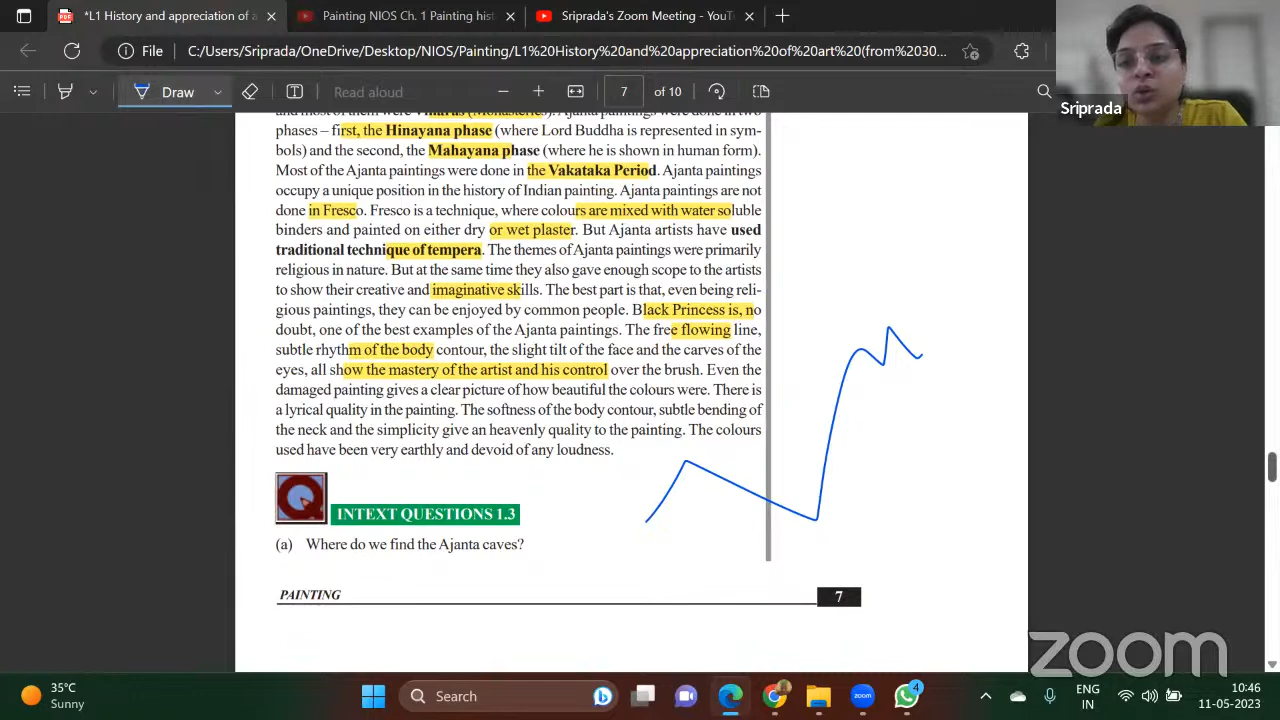 *L1 History and appreciation of a
Painting NIOS Ch. 1 Painting hist
Sriprada's Zoom Meeting - YouT
File
C:/Users/Sriprada/OneDrive/Desktop/NIOS/Painting/L1%20History%20and%20appreciation%20of%20art%20(from%2030...
Draw
Read aloud
7 of 10
Sriprada
phases – first, the Hinayana phase (where Lord Buddha is represented in sym-
bols) and the second, the Mahayana phase (where he is shown in human form).
Most of the Ajanta paintings were done in the Vakataka Period. Ajanta paintings
occupy a unique position in the history of Indian painting. Ajanta paintings are not
done in Fresco. Fresco is a technique, where colours are mixed with water soluble
binders and painted on either dry or wet plaster. But Ajanta artists have used
traditional technique of tempera. The themes of Ajanta paintings were primarily
religious in nature. But at the same time they also gave enough scope to the artists
to show their creative and imaginative skills. The best part is that, even being reli-
gious paintings, they can be enjoyed by common people. Black Princess is, no
doubt, one of the best examples of the Ajanta paintings. The free flowing line,
subtle rhythm of the body contour, the slight tilt of the face and the carves of the
eyes, all show the mastery of the artist and his control over the brush. Even the
damaged painting gives a clear picture of how beautiful the colours were. There is
a lyrical quality in the painting. The softness of the body contour, subtle bending of
the neck and the simplicity give an heavenly quality to the painting. The colours
used have been very earthly and devoid of any loudness.
Q
INTEXT QUESTIONS 1.3
(a) Where do we find the Ajanta caves?
PAINTING
7
zoom
35°C
Sunny
Search
zoom
4
ENG
IN
10:46
11-05-2023